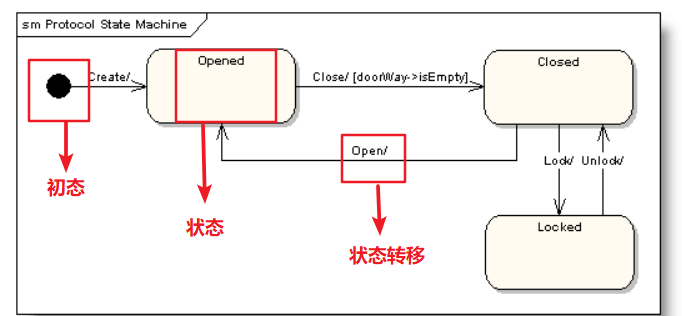 sm Protocol State Machine
Opened
Closed
Create/
Close/ [doorWay->isEmpty]
Open/
Lock/
Unlock/
初态
状态
状态转移
Locked